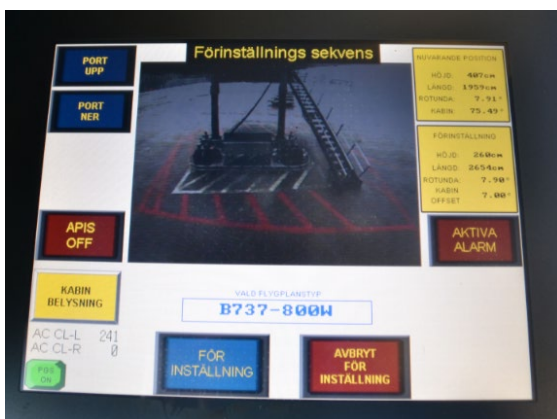 Förinställnings sekvens
PORT
UPP
PORT
NER
NUVARANDE POSITION
HÖJD: 407cm
LÄNGD: 1959cm
ROTUNDA: 7.91°
KABIN: 75.49°
FÖRINSTÄLLNING
HÖJD: 260cm
LÄNGD: 2654cm
ROTUNDA: 7.90°
KABIN
OFFSET 7.00°
APIS
OFF
AKTIVA
ALARM
KABIN
BELYSNING
VALD FLYGPLANSTYP
B737-800W
AC CL-L 241
AC CL-R 0
POS
ON
FÖR
INSTÄLLNING
AVBRYT
FÖR
INSTÄLLNING